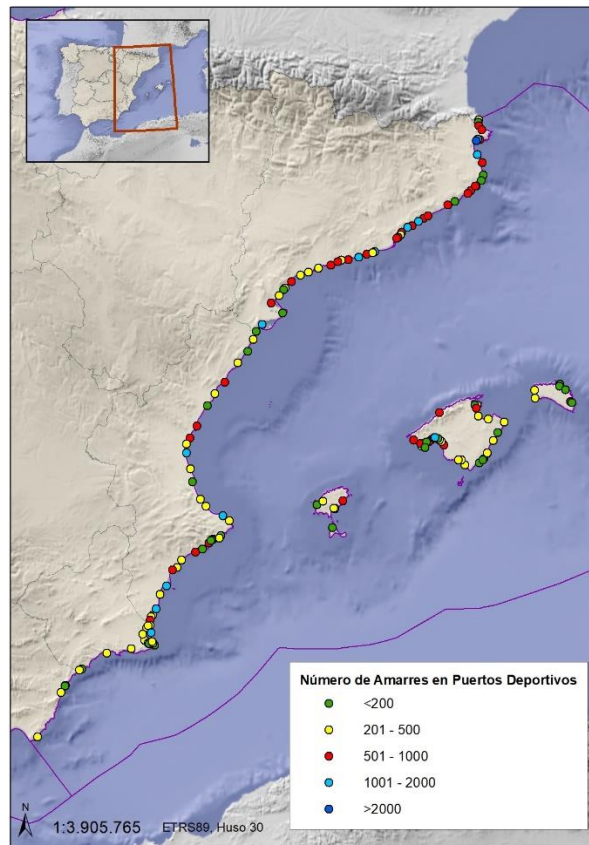 Número de Amarres en Puertos Deportivos
<200
201 - 500
501 - 1000
1001 - 2000
>2000
N
1:3.905.765
ETRS89, Huso 30